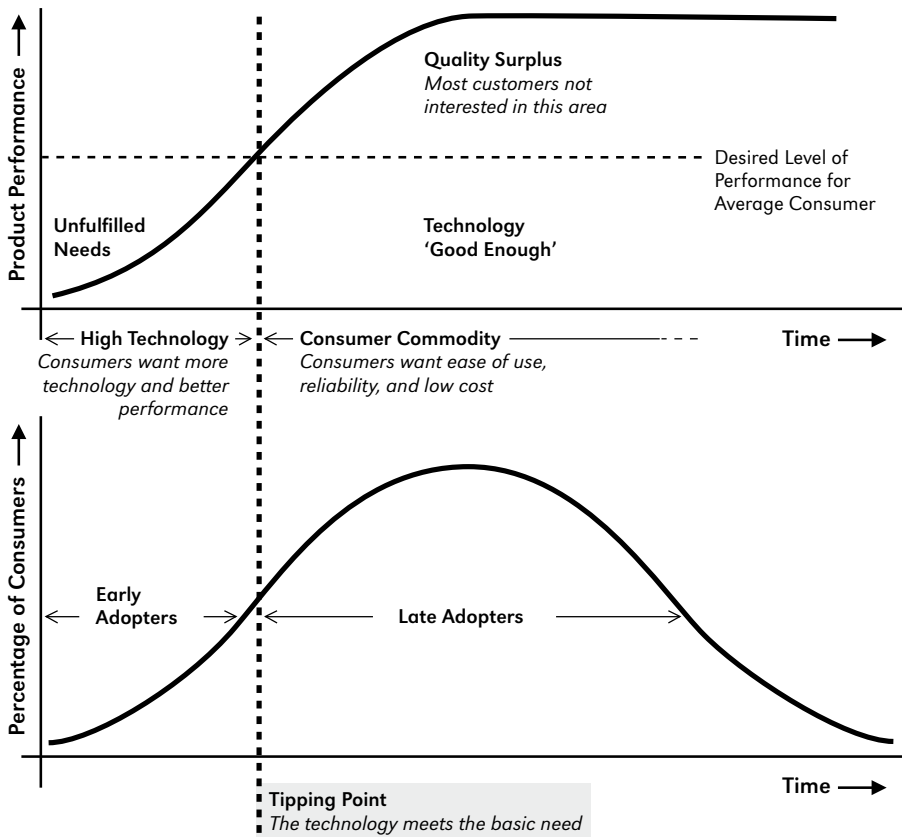 Product Performance
Quality Surplus
Most customers not
interested in this area
Desired Level of
Performance for
Average Consumer
Unfulfilled
Needs
Technology
‘Good Enough’
High Technology
Consumers want more
technology and better
performance
Consumer Commodity
Consumers want ease of use,
reliability, and low cost
Time
Percentage of Consumers
Early
Adopters
Late Adopters
Time
Tipping Point
The technology meets the basic need